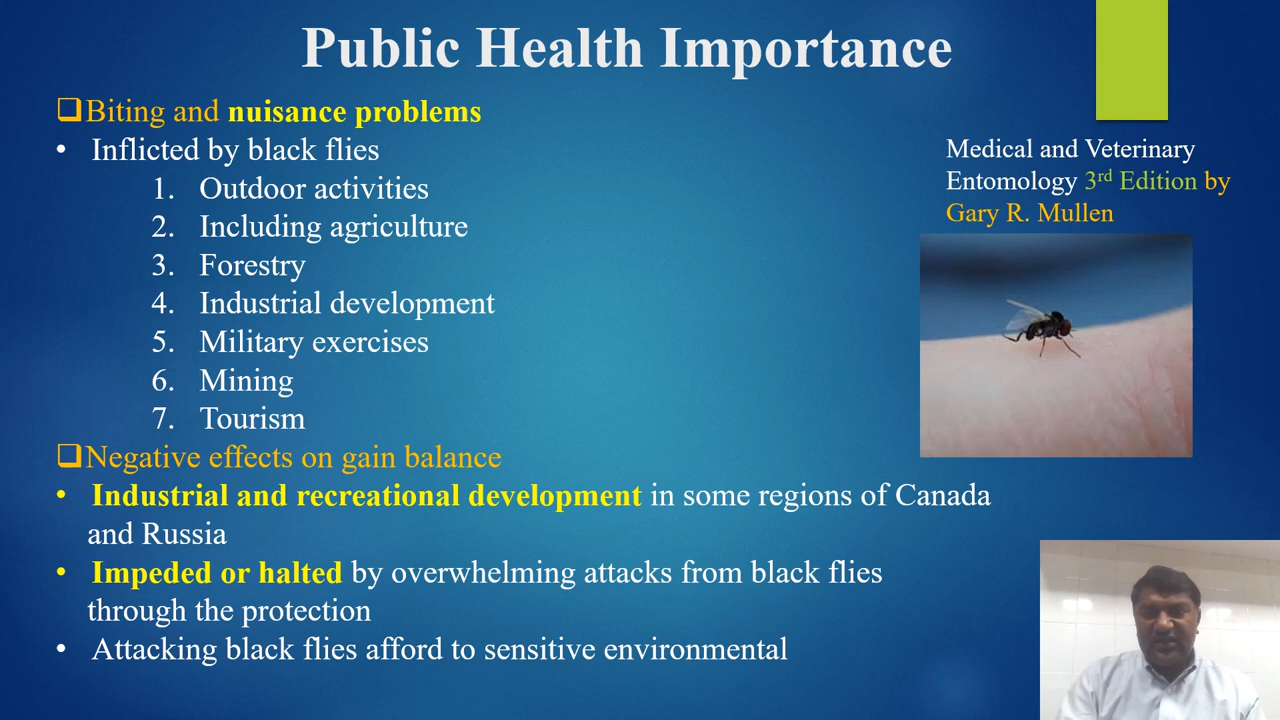 Public Health Importance
❑Biting and nuisance problems
• Inflicted by black flies
1. Outdoor activities
2. Including agriculture
3. Forestry
4. Industrial development
5. Military exercises
6. Mining
7. Tourism
❑Negative effects on gain balance
• Industrial and recreational development in some regions of Canada
and Russia
• Impeded or halted by overwhelming attacks from black flies
through the protection
• Attacking black flies afford to sensitive environmental
Medical and Veterinary
Entomology 3rd Edition by
Gary R. Mullen